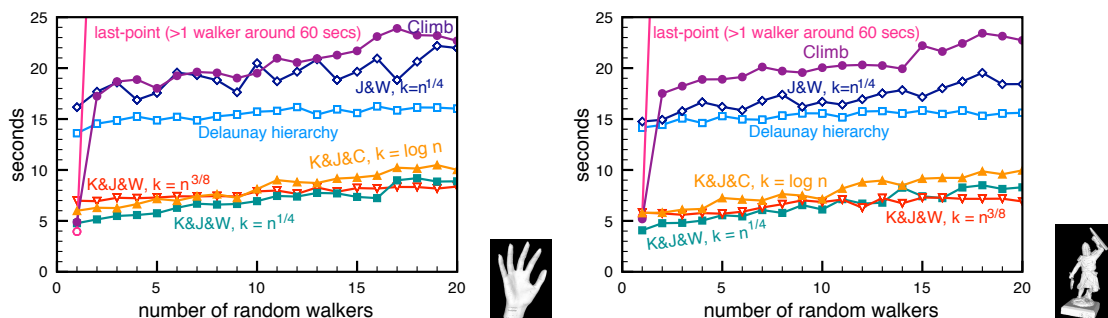 25
20
15
10
5
0
seconds
last-point (>1 walker around 60 secs)
Climb
J&W, k=n^1/4
Delaunay hierarchy
K&J&C, k = log n
K&J&W, k = n^3/8
K&J&W, k = n^1/4
0 5 10 15 20
number of random walkers
25
20
15
10
5
0
seconds
last-point (>1 walker around 60 secs)
Climb
J&W, k=n^1/4
Delaunay hierarchy
K&J&C, k = log n
K&J&W, k = n^1/4
K&J&W, k = n^3/8
0 5 10 15 20
number of random walkers